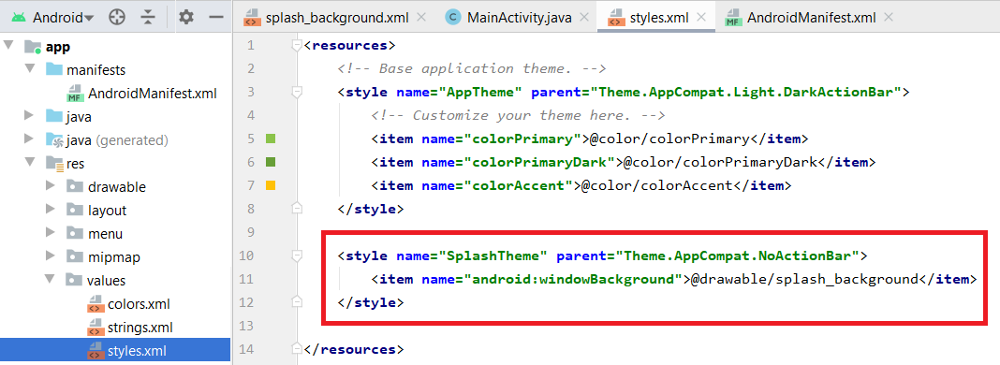 Android
splash_background.xml
MainActivity.java
styles.xml
AndroidManifest.xml
app
manifests
MF
AndroidManifest.xml
java
java (generated)
res
drawable
layout
menu
mipmap
values
colors.xml
strings.xml
styles.xml
1 <resources>
2 <!-- Base application theme. -->
3 <style name="AppTheme" parent="Theme.AppCompat.Light.DarkActionBar">
4 <!-- Customize your theme here. -->
5 <item name="colorPrimary">@color/colorPrimary</item>
6 <item name="colorPrimaryDark">@color/colorPrimaryDark</item>
7 <item name="colorAccent">@color/colorAccent</item>
8 </style>
9
10 <style name="SplashTheme" parent="Theme.AppCompat.NoActionBar">
11 <item name="android:windowBackground">@drawable/splash_background</item>
12 </style>
13
14 </resources>